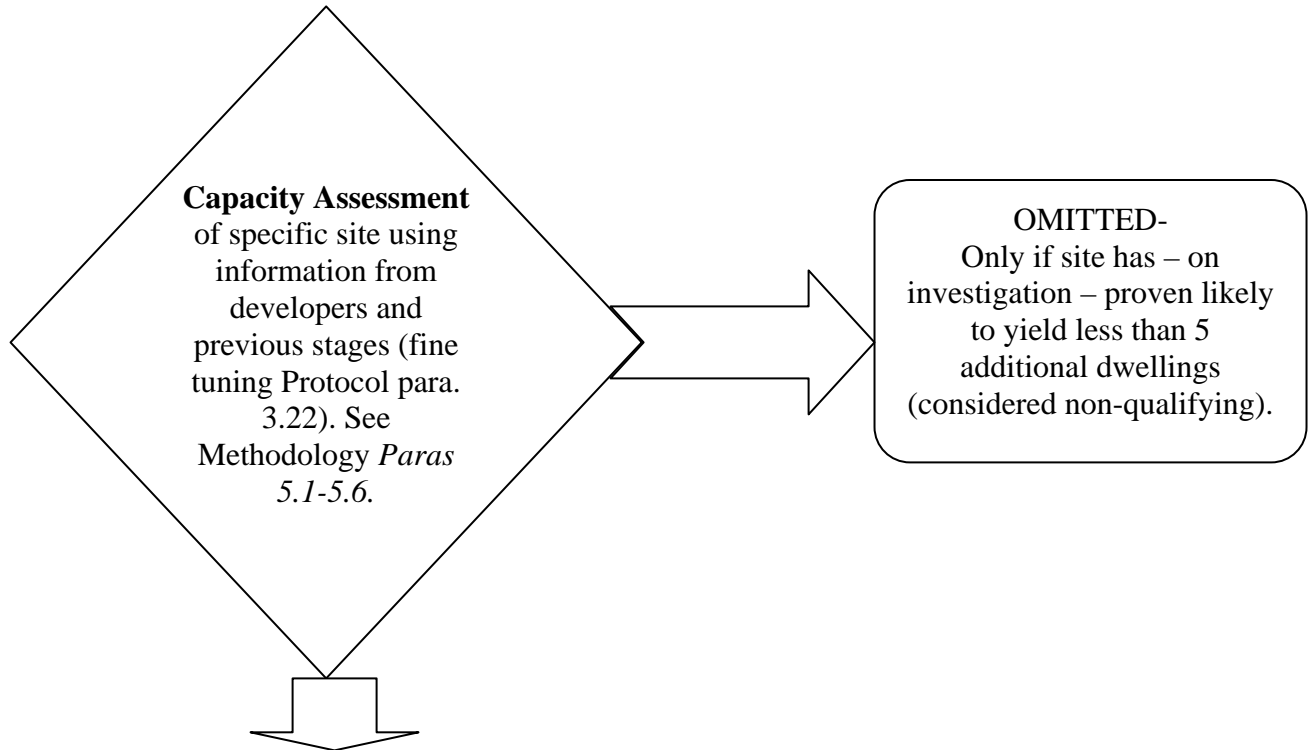 Capacity Assessment
of specific site using
information from
developers and
previous stages (fine
tuning Protocol para.
3.22). See
Methodology Paras
5.1-5.6.
OMITTED-
Only if site has – on
investigation – proven likely
to yield less than 5
additional dwellings
(considered non-qualifying).